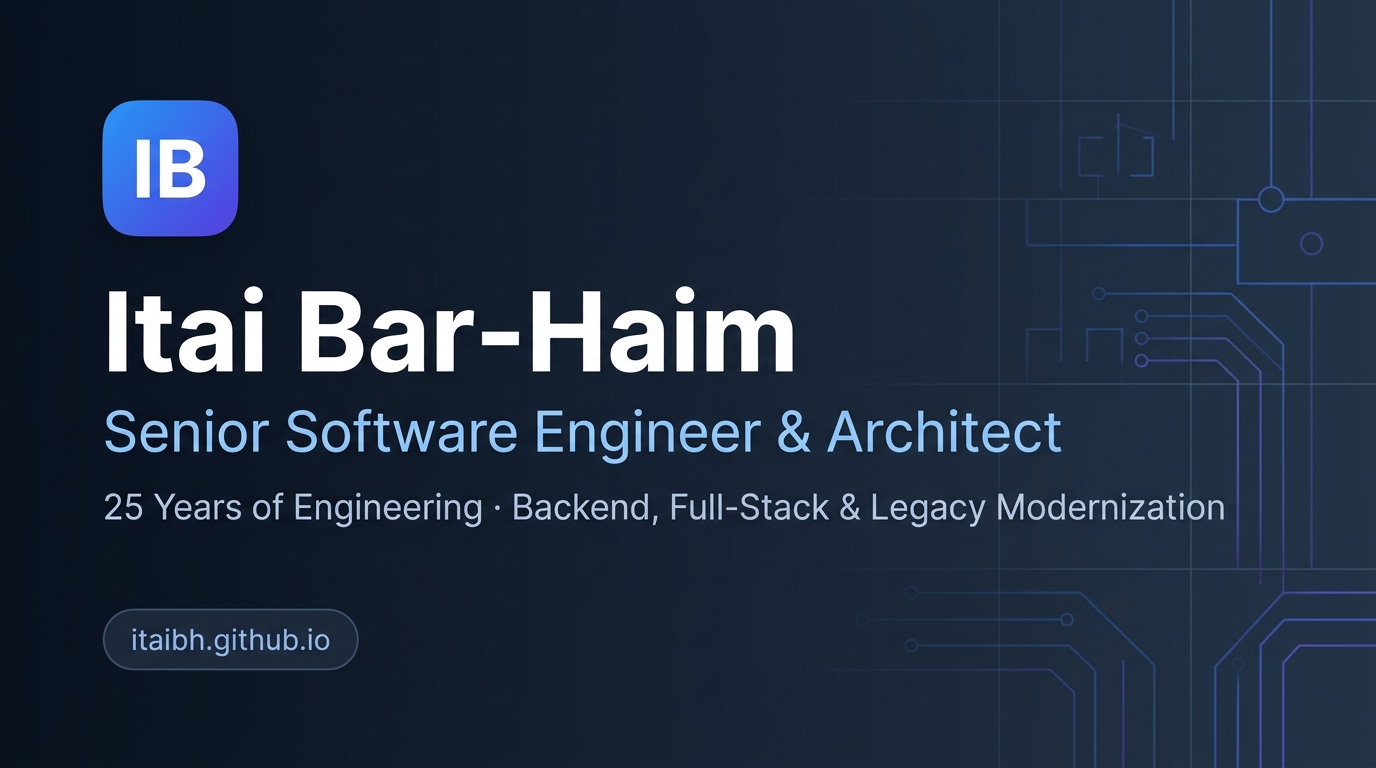 IB
Itai Bar-Haim
Senior Software Engineer & Architect
25 Years of Engineering · Backend, Full-Stack & Legacy Modernization
itaibh.github.io